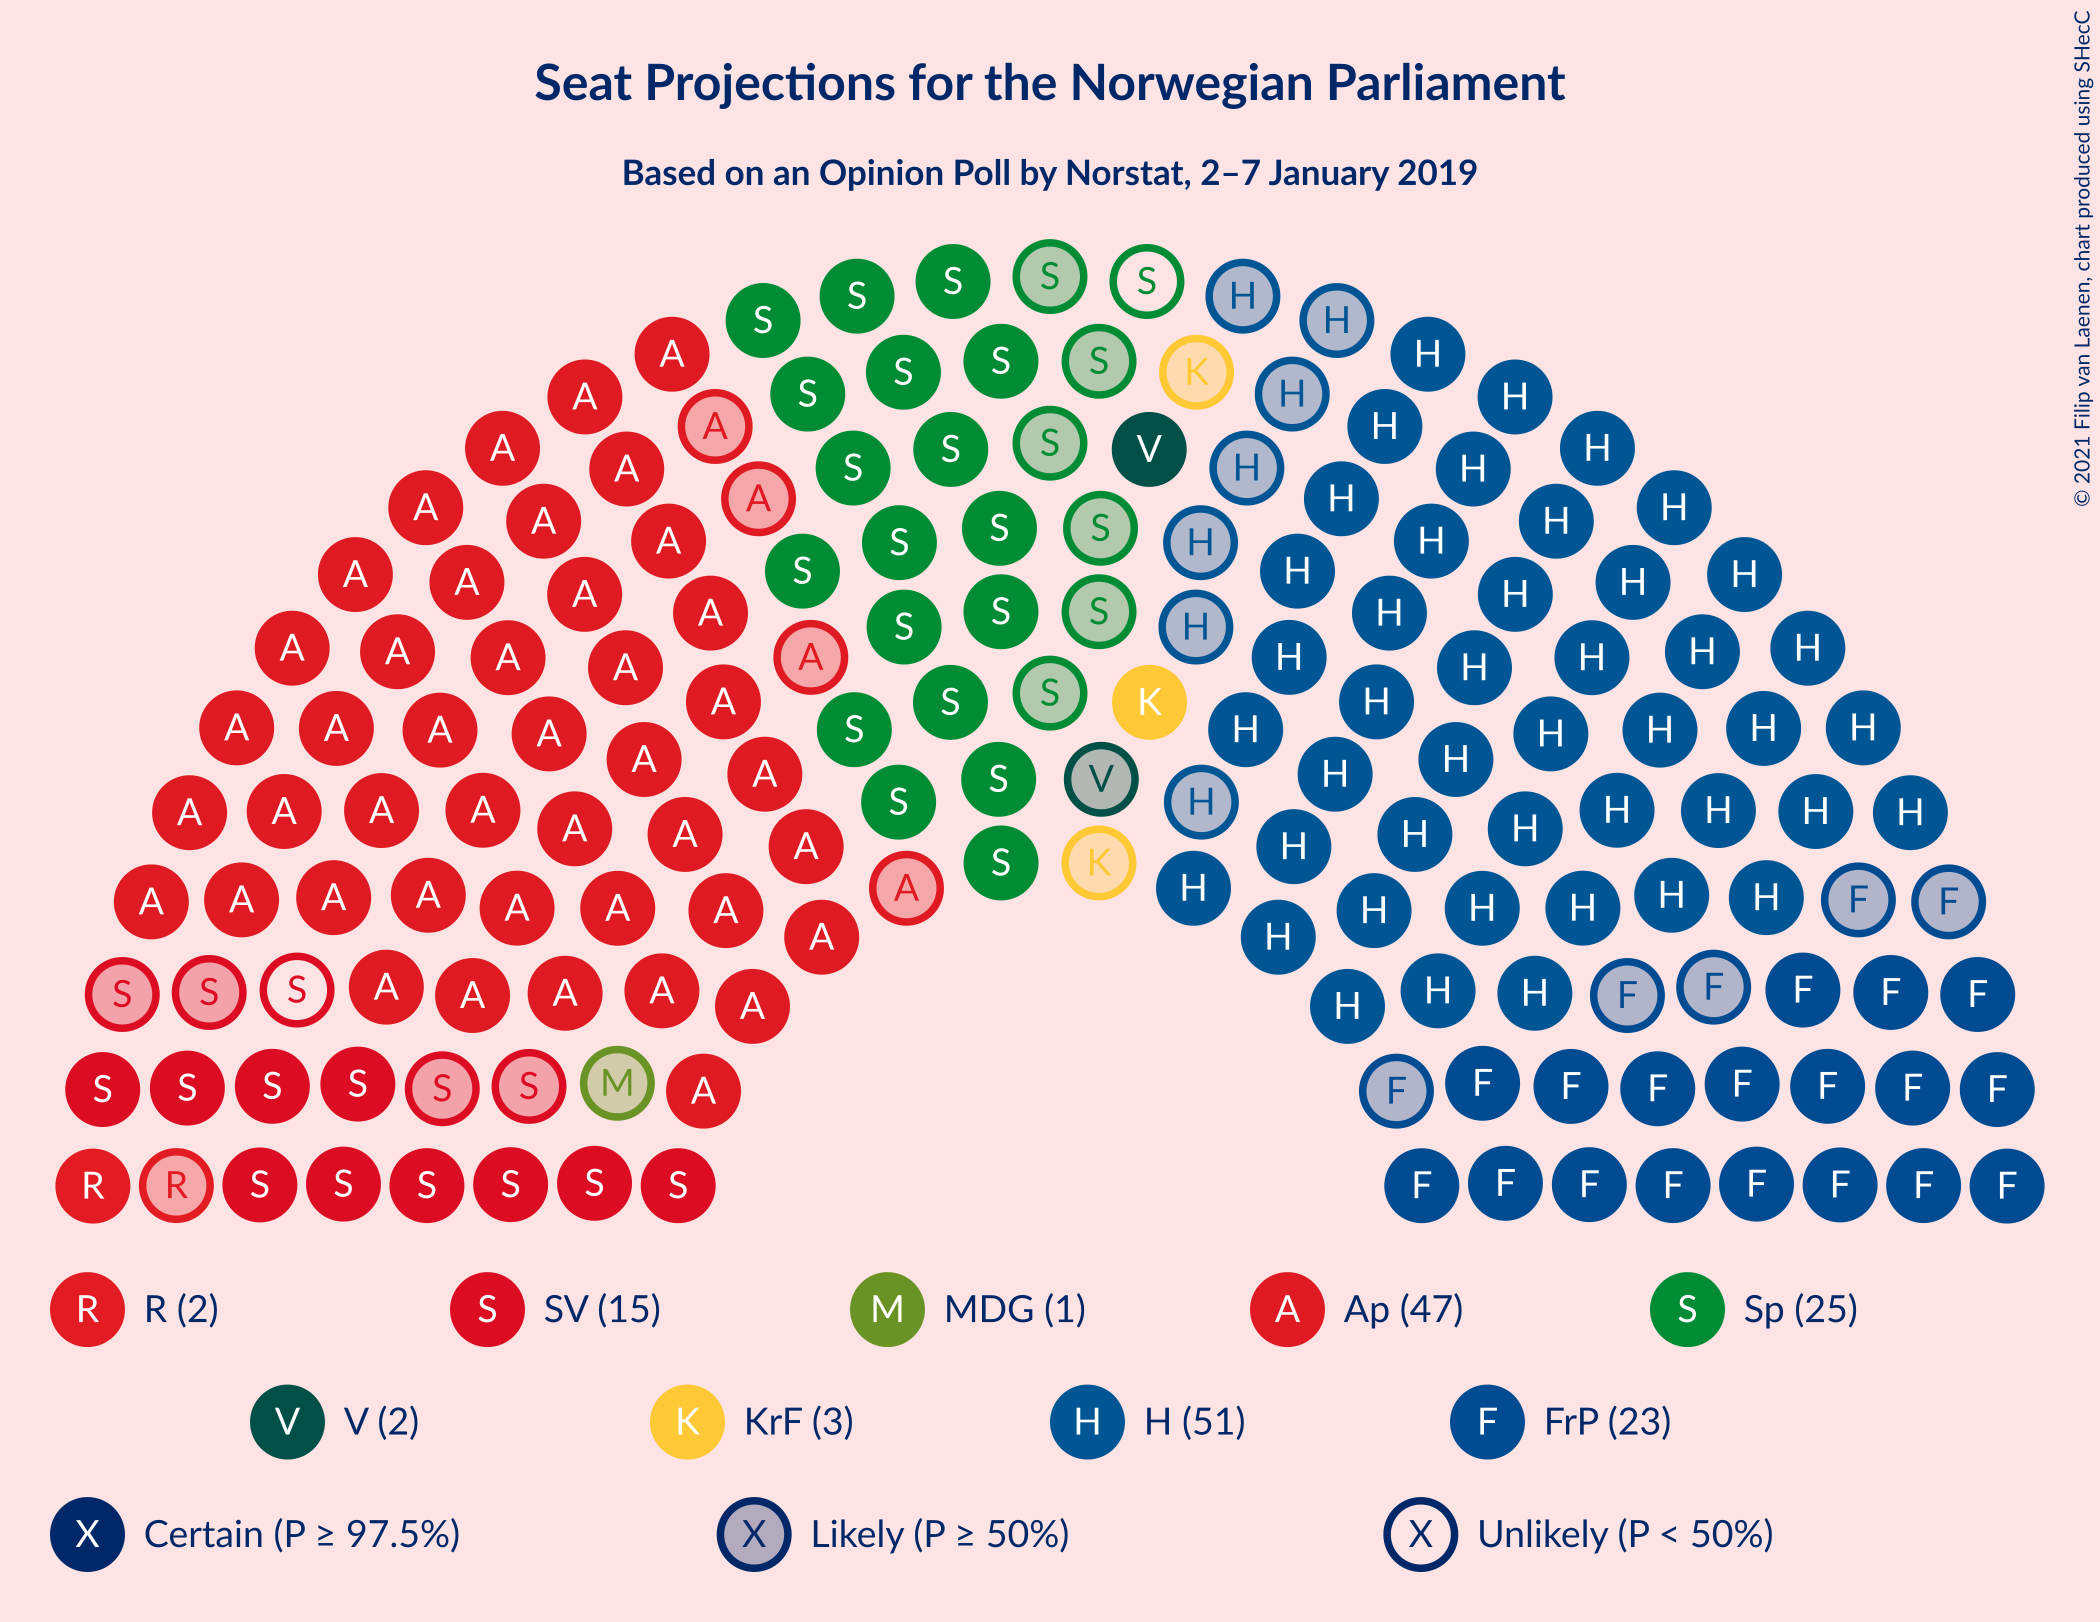 © 2021 Filip van Laenen, chart produced using SHecC
Seat Projections for the Norwegian Parliament
Based on an Opinion Poll by Norstat, 2–7 January 2019
S S S S H
S H
A S S S K H
A S H H
A A S S V H H
A S H H
A A A S S H H H
A S H H
A A A S H H H H
A S S S H H
A A A A A H H H H H
A S S K H
A A A A S H H H H H
A A S V H H
A A A A A S H H H H H H
A A S K H H
A A A A A A A A H H H H H H F F
A H
S S S A A A A A H H H F F F F F
S S S S S S M A F F F F F F F F
R R S S S S S S F F F F F F F F
R R (2) S SV (15) M MDG (1) A Ap (47) S Sp (25)
V V (2) K KrF (3) H H (51) F FrP (23)
X Certain (P ≥ 97.5%) X Likely (P ≥ 50%) X Unlikely (P < 50%)